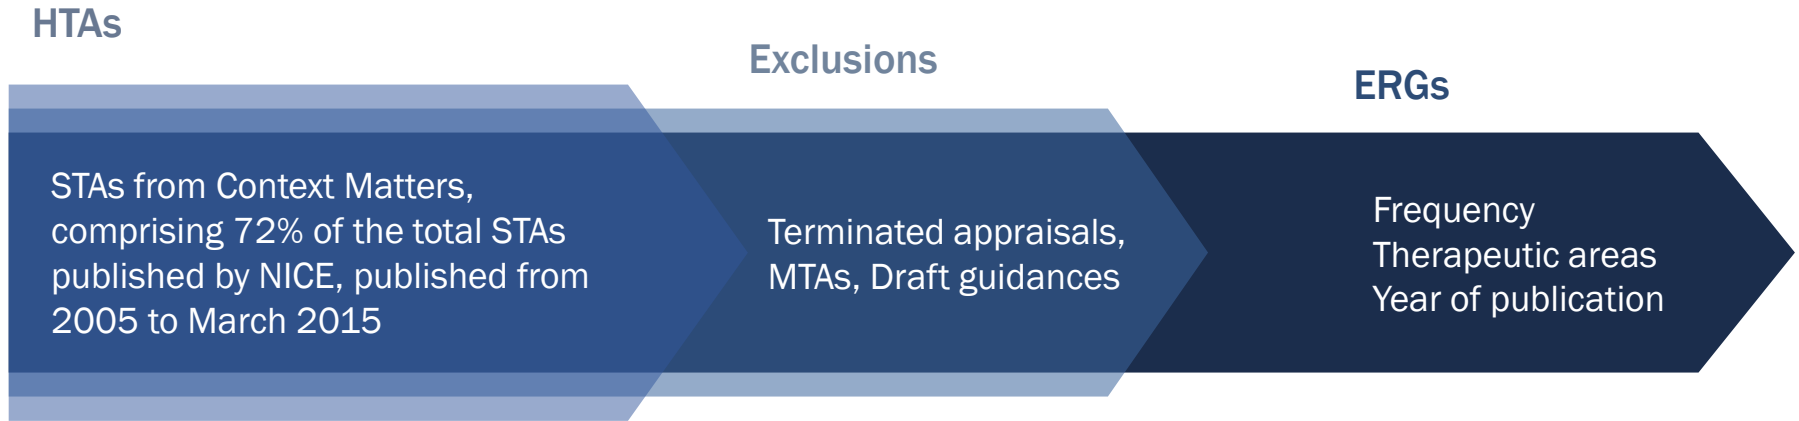 HTAs
STAs from Context Matters,
comprising 72% of the total STAs
published by NICE, published from
2005 to March 2015
Exclusions
Terminated appraisals,
MTAs, Draft guidances
ERGs
Frequency
Therapeutic areas
Year of publication